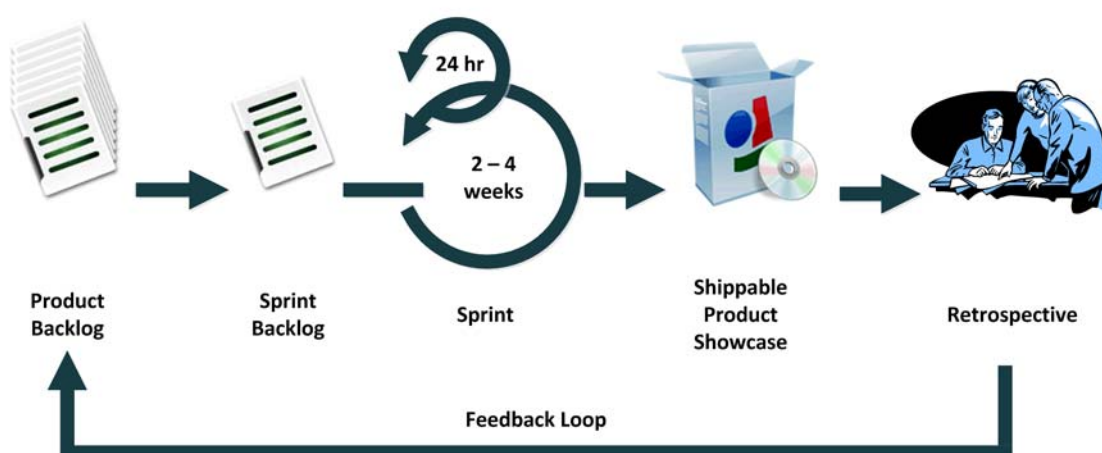 24 hr
2 – 4
weeks
Product
Backlog
Sprint
Backlog
Sprint
Shippable
Product
Showcase
Retrospective
Feedback Loop